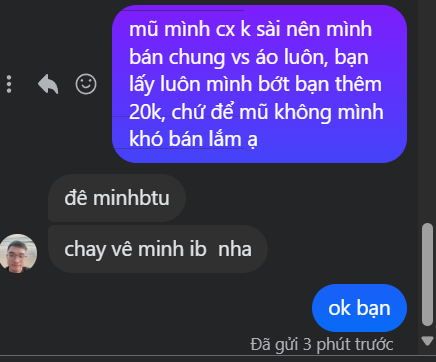 mũ mình cx k sài nên mình
bán chung vs áo luôn, bạn
lấy luôn mình bớt bạn thêm
20k, chứ để mũ không mình
khó bán lắm ạ
đê minhbtu
chay vê minh ib nha
ok bạn
Đã gửi 3 phút trước